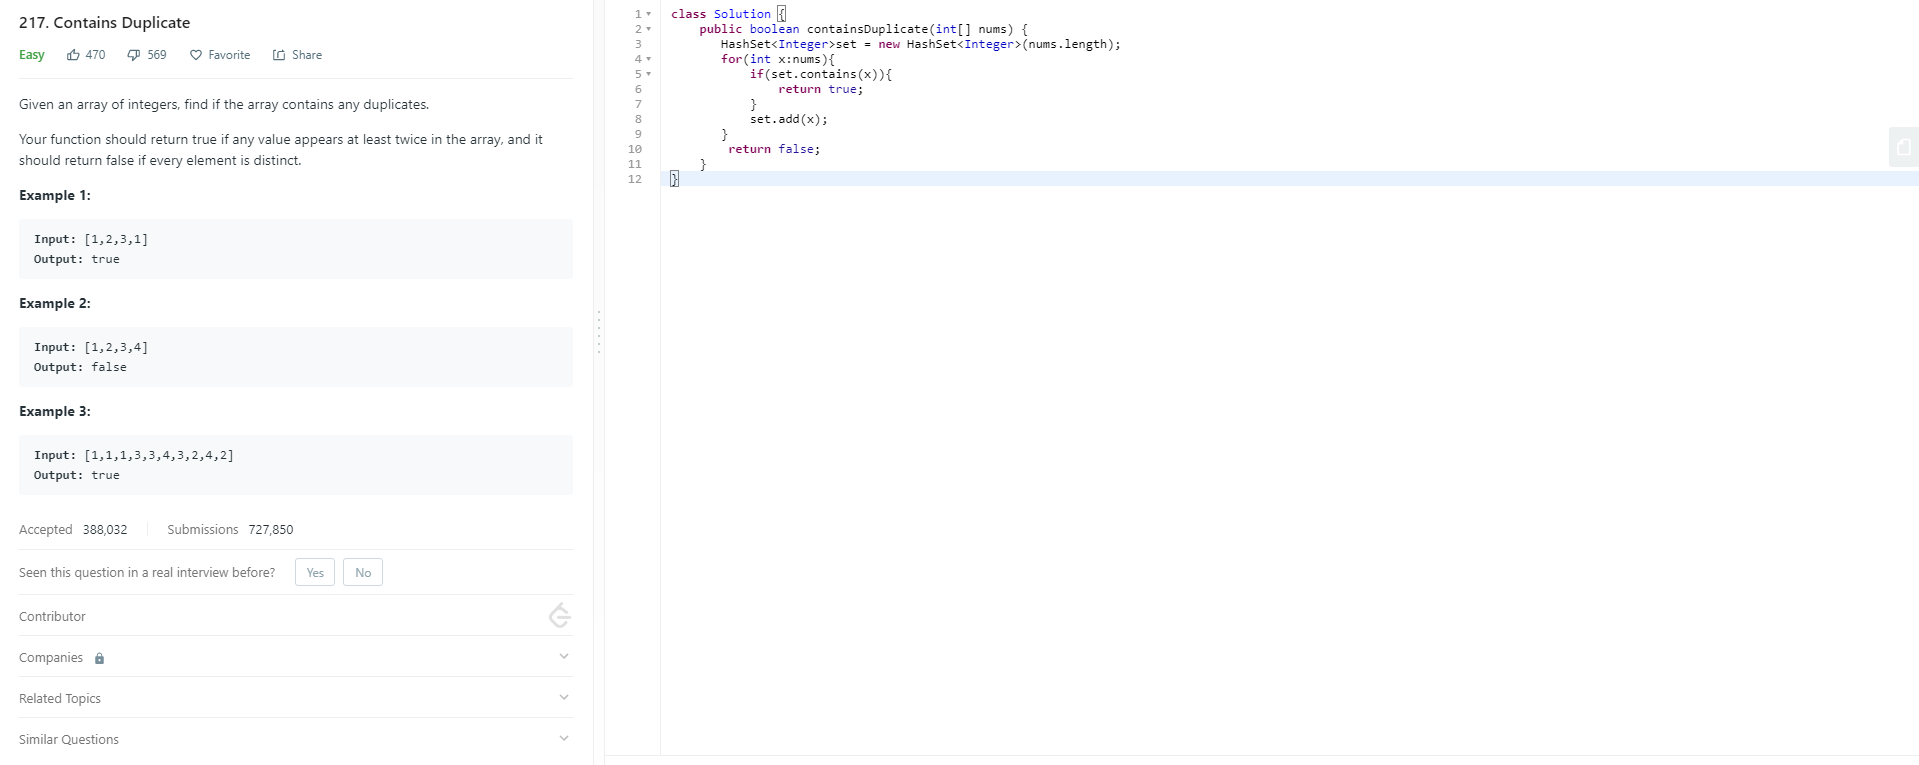 217. Contains Duplicate
Easy 470 569 Favorite Share
Given an array of integers, find if the array contains any duplicates.
Your function should return true if any value appears at least twice in the array, and it
should return false if every element is distinct.
Example 1:
Input: [1,2,3,1]
Output: true
Example 2:
Input: [1,2,3,4]
Output: false
Example 3:
Input: [1,1,1,3,3,4,3,2,4,2]
Output: true
Accepted 388,032 Submissions 727,850
Seen this question in a real interview before? Yes No
Contributor
Companies
Related Topics
Similar Questions
1 class Solution {
2     public boolean containsDuplicate(int[] nums) {
3        HashSet<Integer>set = new HashSet<Integer>(nums.length);
4        for(int x:nums){
5            if(set.contains(x)){
6                return true;
7            }
8            set.add(x);
9        }
10         return false;
11     }
12 }